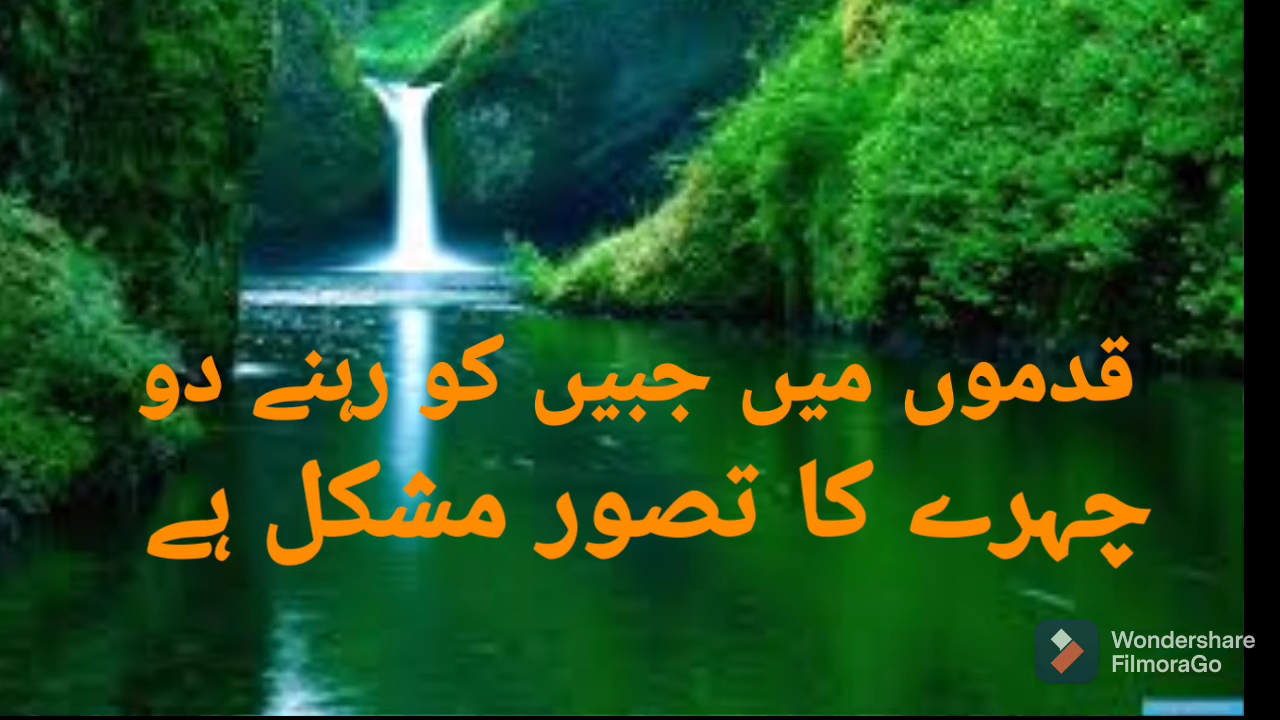 قدموں میں جبیں کو رہنے دو
چہرے کا تصور مشکل ہے
Wondershare
FilmoraGo